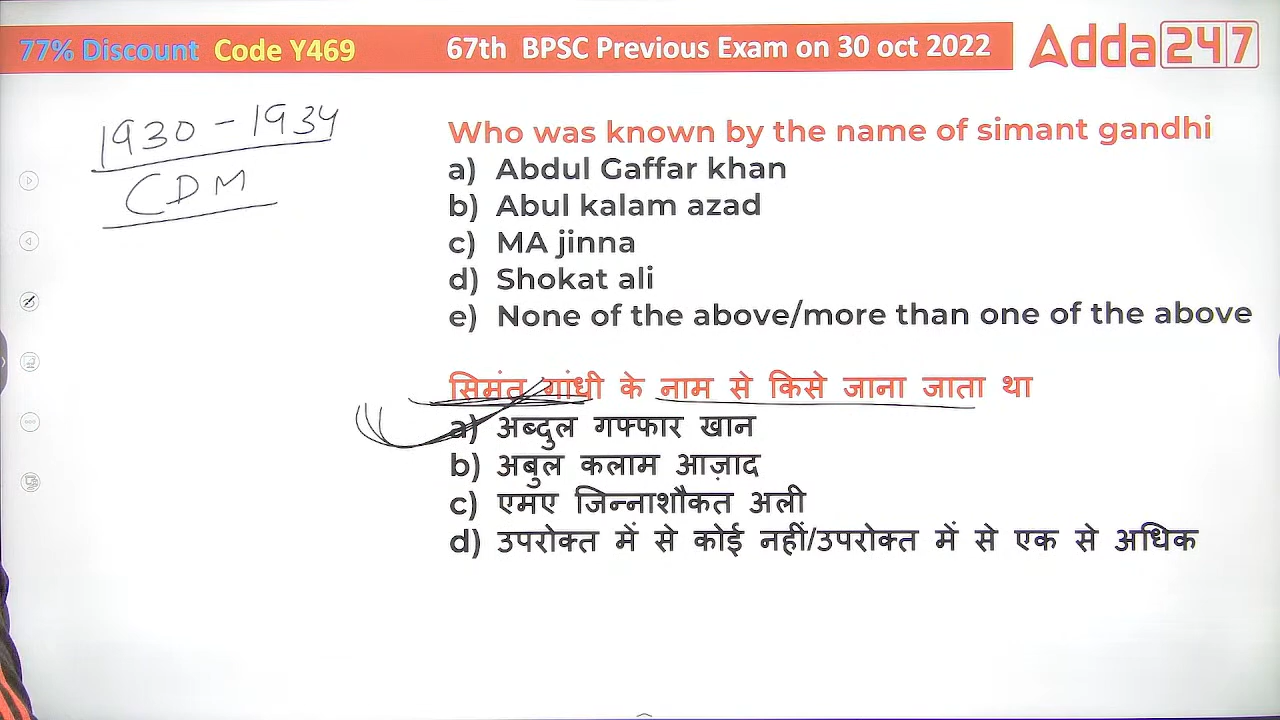 77% Discount Code Y469
67th BPSC Previous Exam on 30 oct 2022
Adda247
1930 - 1934
CDM
Who was known by the name of simant gandhi
a) Abdul Gaffar khan
b) Abul kalam azad
c) MA jinna
d) Shokat ali
e) None of the above/more than one of the above
सिमंत गांधी के नाम से किसे जाना जाता था
a) अब्दुल गफ्फार खान
b) अबुल कलाम आज़ाद
c) एमए जिन्नाशौकत अली
d) उपरोक्त में से कोई नहीं/उपरोक्त में से एक से अधिक